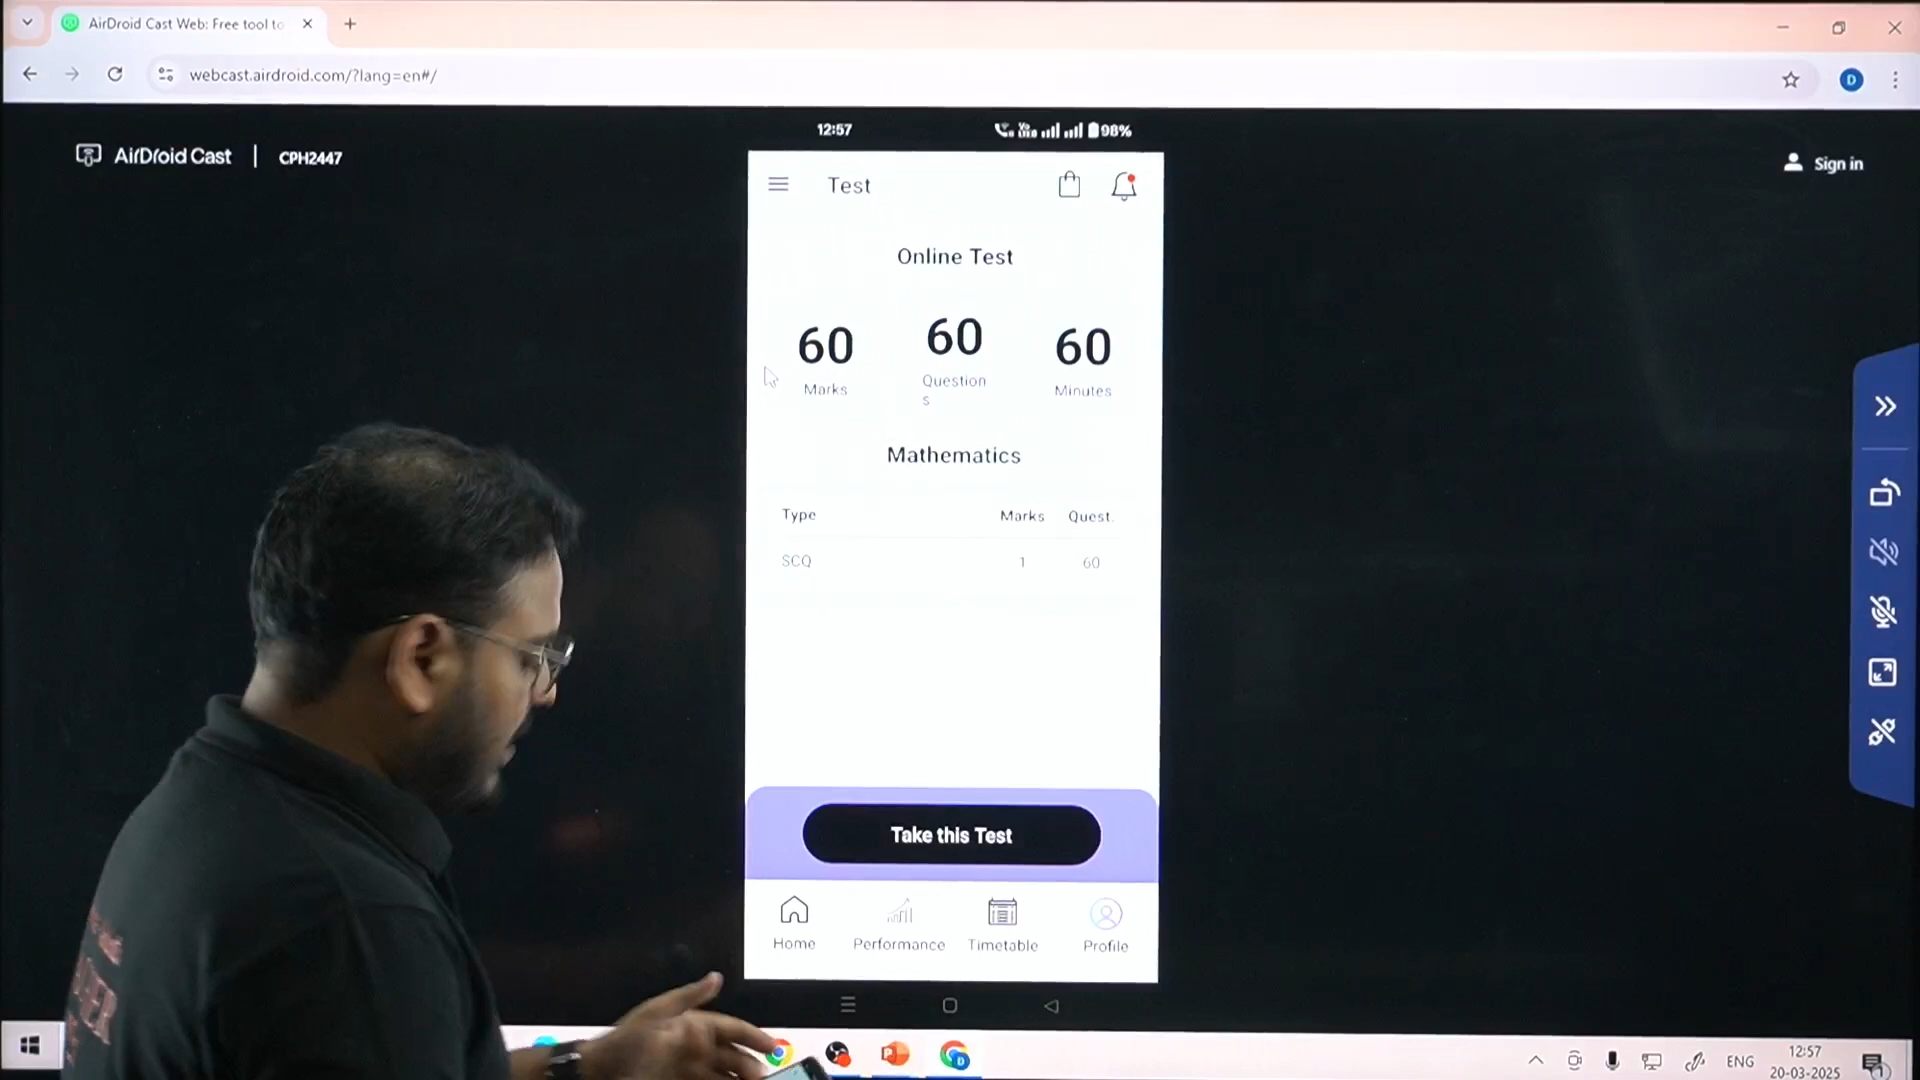 AirDroid Cast Web: Free tool to
webcast.airdroid.com/?lang=en#/
AirDroid Cast | CPH2447
Sign in
12:57
98%
Test
Online Test
60 60 60
Marks Question
s Minutes
Mathematics
Type Marks Quest.
SCQ 1 60
Take this Test
Home Performance Timetable Profile
ENG
12:57
20-03-2025
D